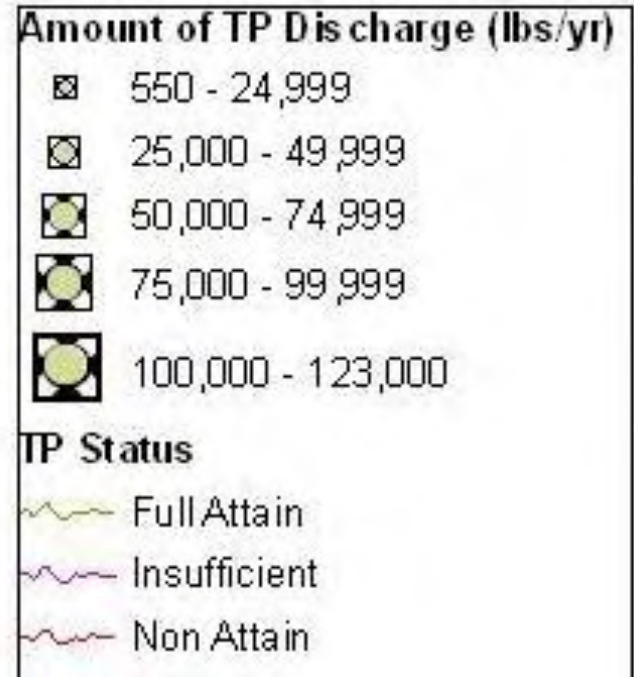 Amount of TP Discharge (lbs/yr)
550 - 24,999
25,000 - 49,999
50,000 - 74,999
75,000 - 99,999
100,000 - 123,000
TP Status
Full Attain
Insufficient
Non Attain